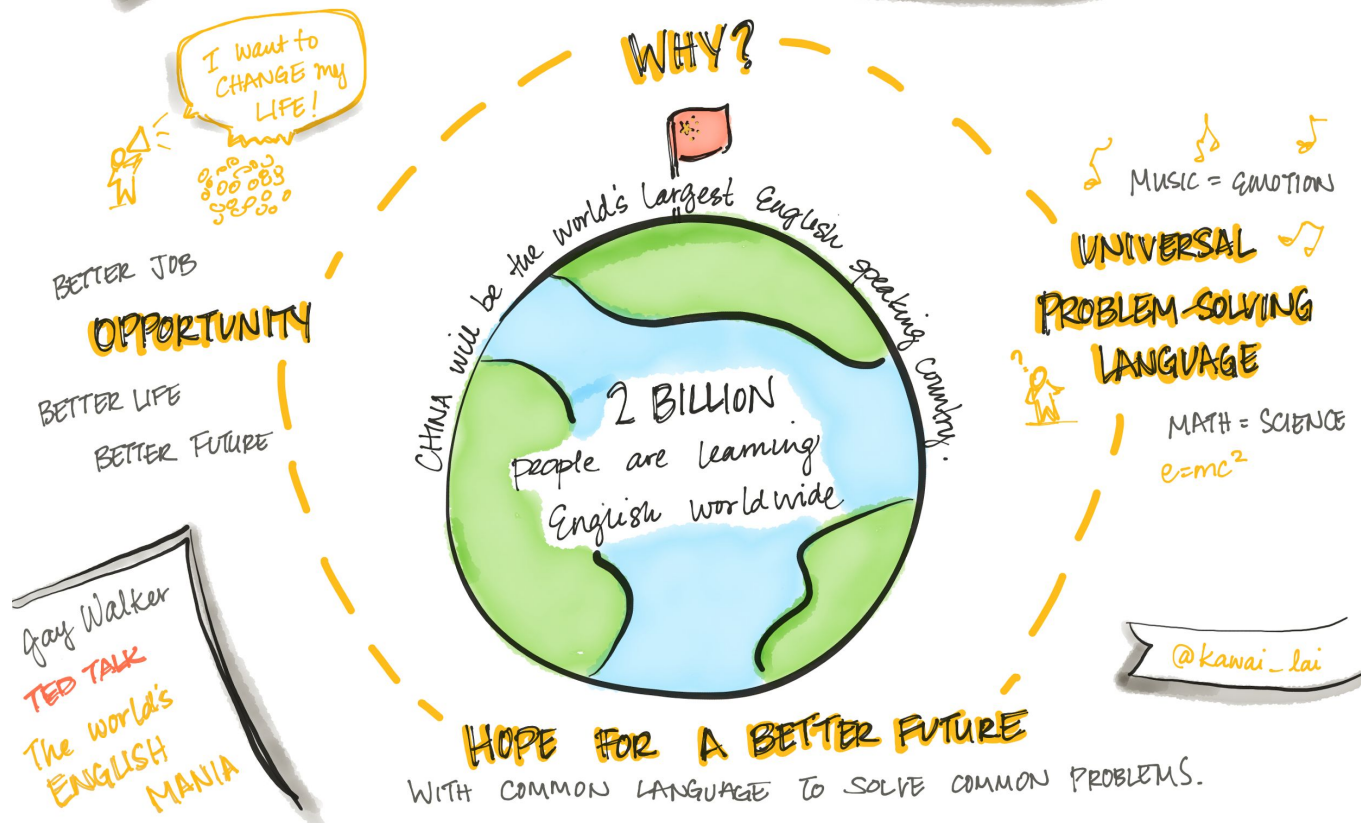 WHY?
I want to
CHANGE my
LIFE!
BETTER JOB
OPPORTUNITY
BETTER LIFE
BETTER FUTURE
CHINA will be the world's largest English speaking country.
2 BILLION
people are learning
English worldwide
MUSIC = EMOTION
UNIVERSAL
PROBLEM-SOLVING
LANGUAGE
?
MATH = SCIENCE
e=mc²
Jay Walker
TED TALK
The world's
ENGLISH
MANIA
@kawai_lai
HOPE FOR A BETTER FUTURE
WITH COMMON LANGUAGE TO SOLVE COMMON PROBLEMS.